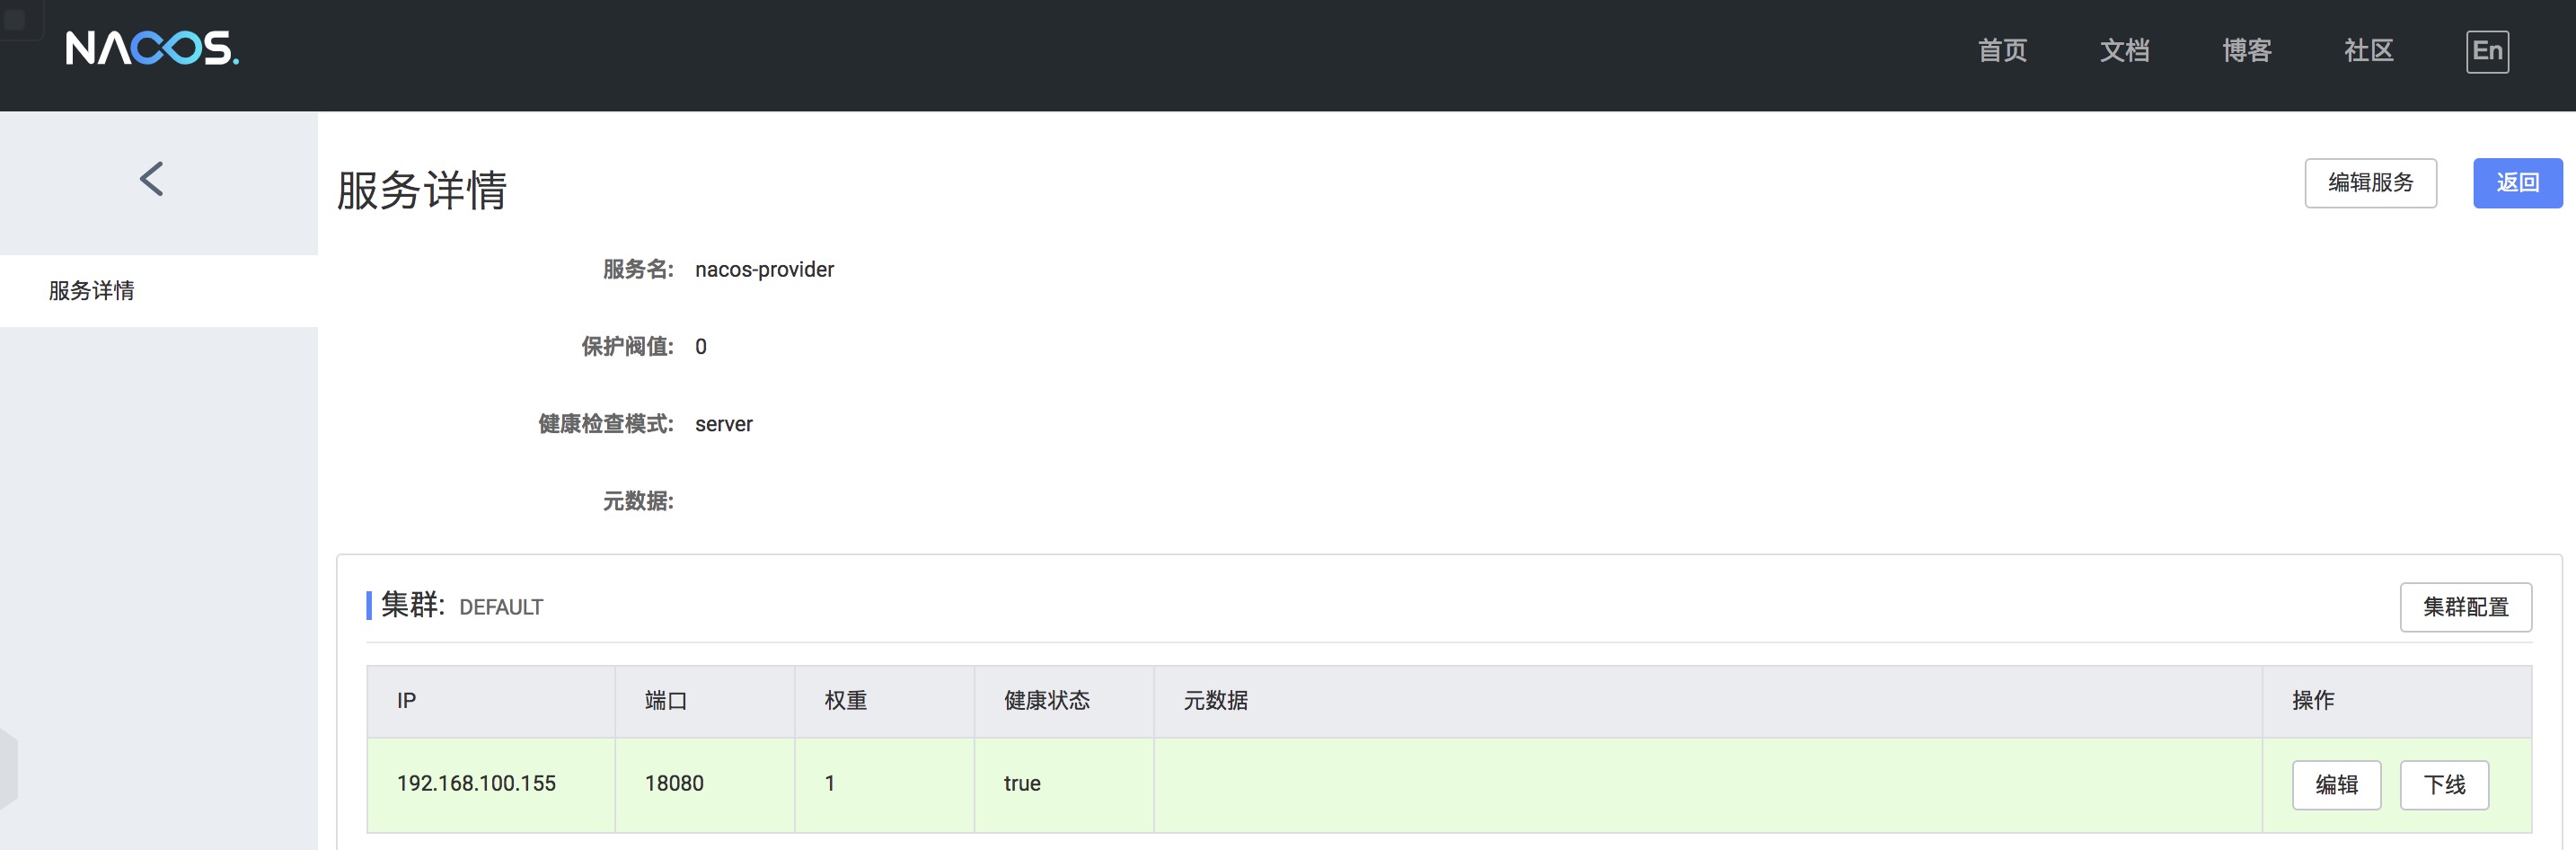 NACOS. 首页 文档 博客 社区 En
服务详情 编辑服务 返回
服务详情
服务名: nacos-provider
保护阀值: 0
健康检查模式: server
元数据:
集群: DEFAULT 集群配置
IP 端口 权重 健康状态 元数据 操作
192.168.100.155 18080 1 true 编辑 下线